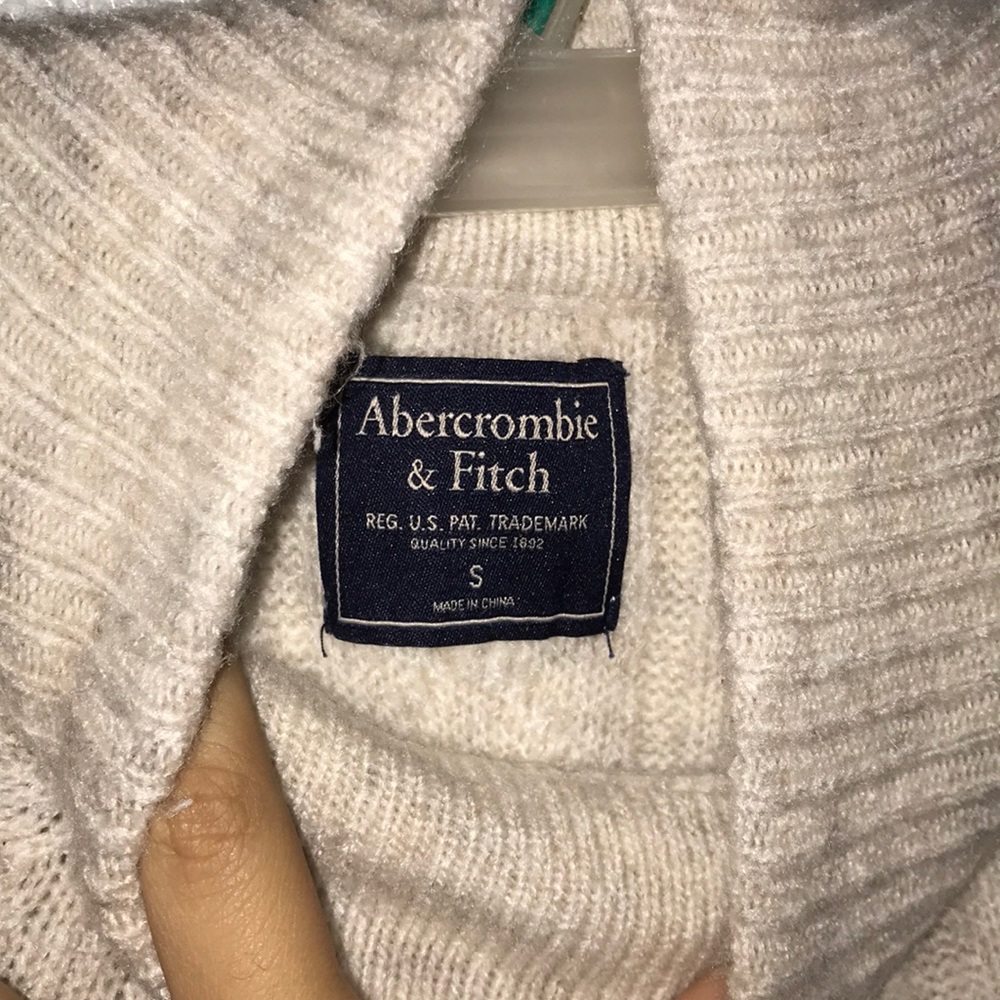 Abercrombie
& Fitch
REG. U.S. PAT. TRADEMARK
QUALITY SINCE 1892
S
MADE IN CHINA